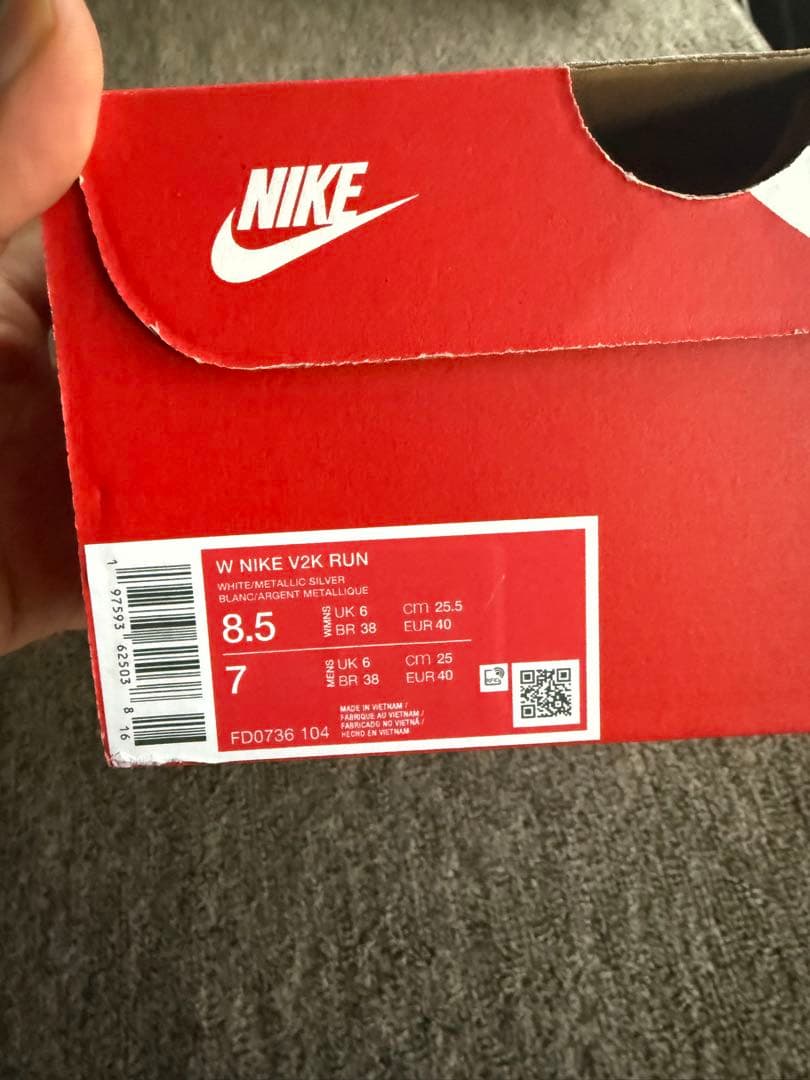 NIKE
W NIKE V2K RUN
WHITE/METALLIC SILVER
BLANC/ARGENT METALLIQUE
8.5 WMNS UK 6 cm 25.5
BR 38 EUR 40
7 MENS UK 6 cm 25
BR 38 EUR 40
MADE IN VIETNAM /
FABRIQUE AU VIETNAM /
FABRICADO NO VIETNÃ /
HECHO EN VIETNAM
FD0736 104
1 97593 62503 8 16